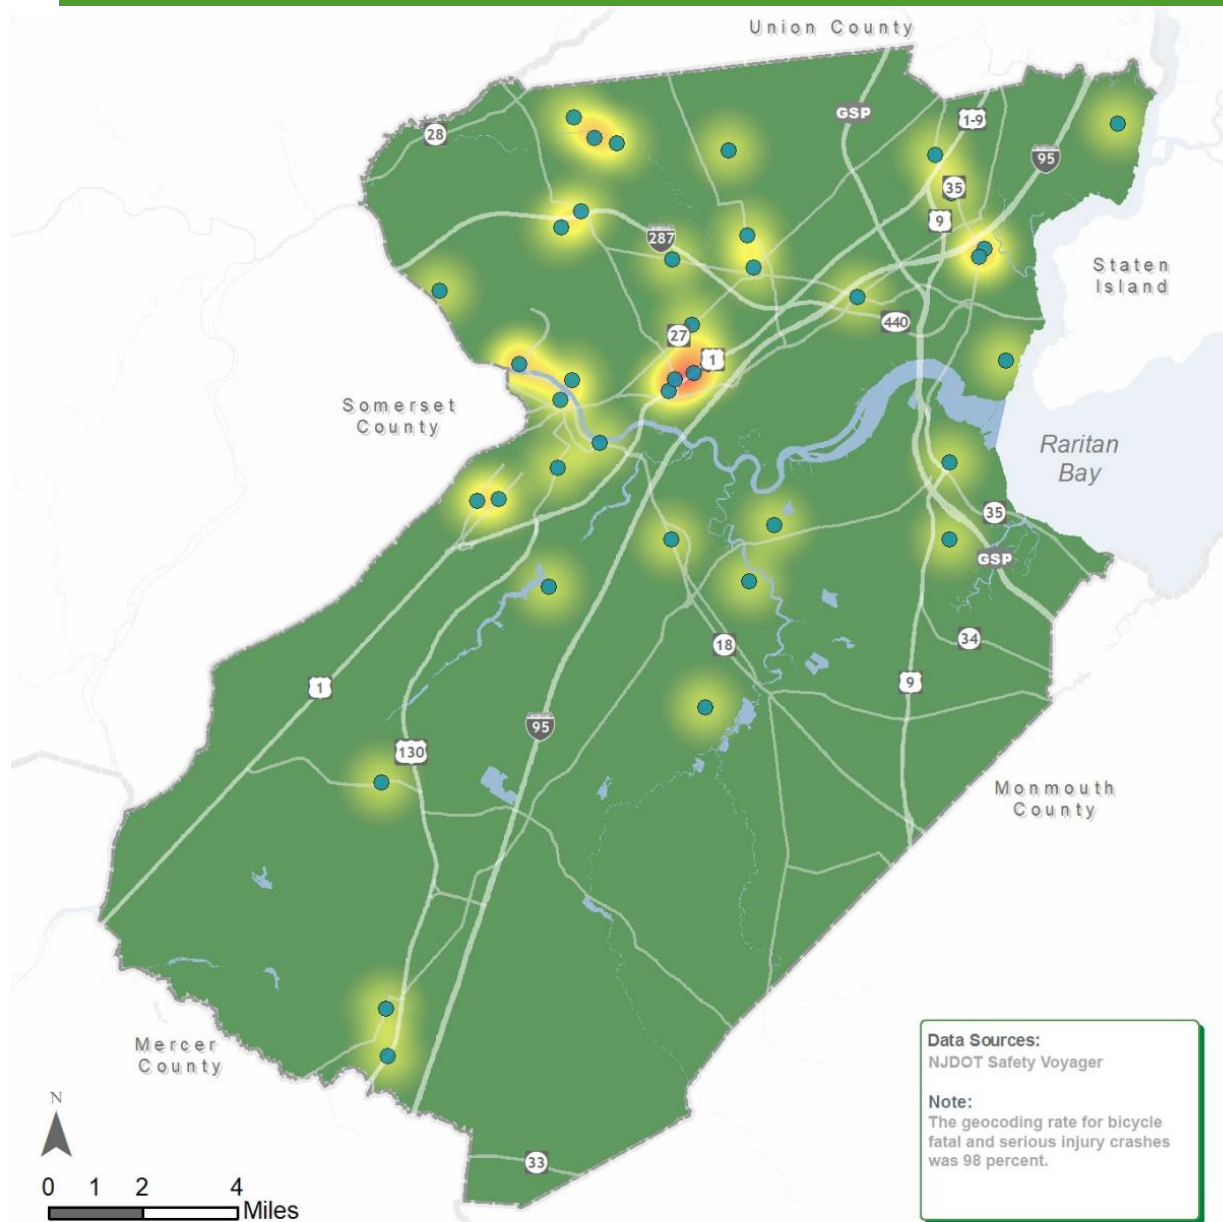 Union County
GSP
1-9
28
95
35
9
287
Staten
Island
440
27
1
Somerset
County
Raritan
Bay
35
GSP
34
18
9
1
95
130
Monmouth
County
Mercer
County
Data Sources:
NJDOT Safety Voyager
Note:
The geocoding rate for bicycle
fatal and serious injury crashes
was 98 percent.
N
33
0 1 2 4
Miles